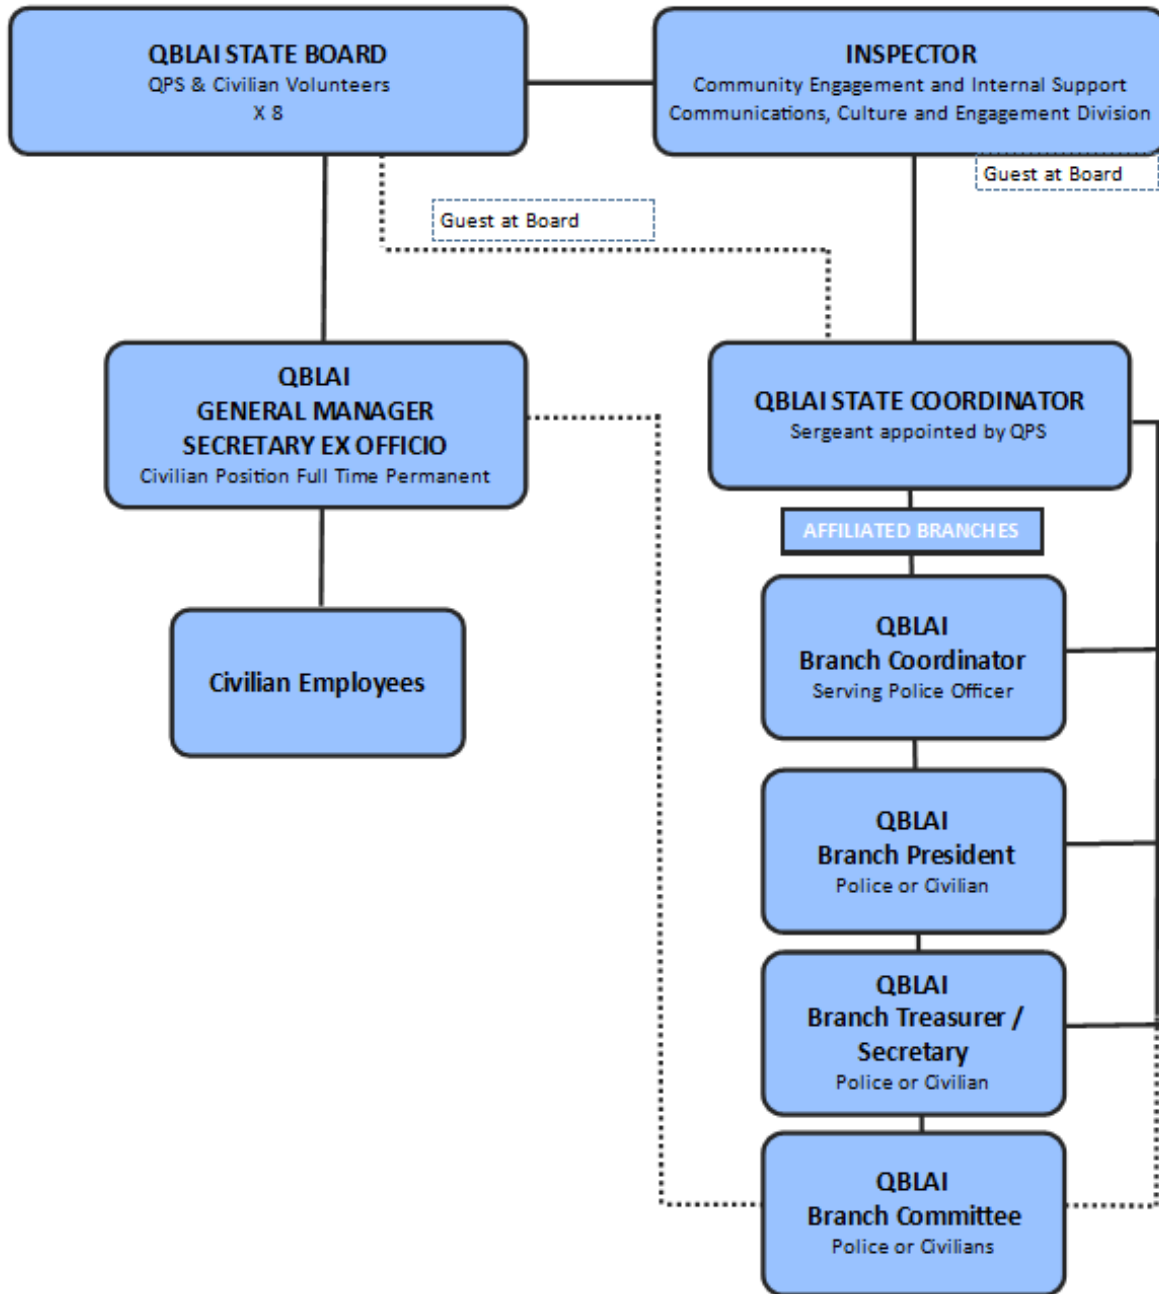 QBLAI STATE BOARD
QPS & Civilian Volunteers
X 8
INSPECTOR
Community Engagement and Internal Support
Communications, Culture and Engagement Division
Guest at Board
Guest at Board
QBLAI
GENERAL MANAGER
SECRETARY EX OFFICIO
Civilian Position Full Time Permanent
QBLAI STATE COORDINATOR
Sergeant appointed by QPS
AFFILIATED BRANCHES
Civilian Employees
QBLAI
Branch Coordinator
Serving Police Officer
QBLAI
Branch President
Police or Civilian
QBLAI
Branch Treasurer /
Secretary
Police or Civilian
QBLAI
Branch Committee
Police or Civilians